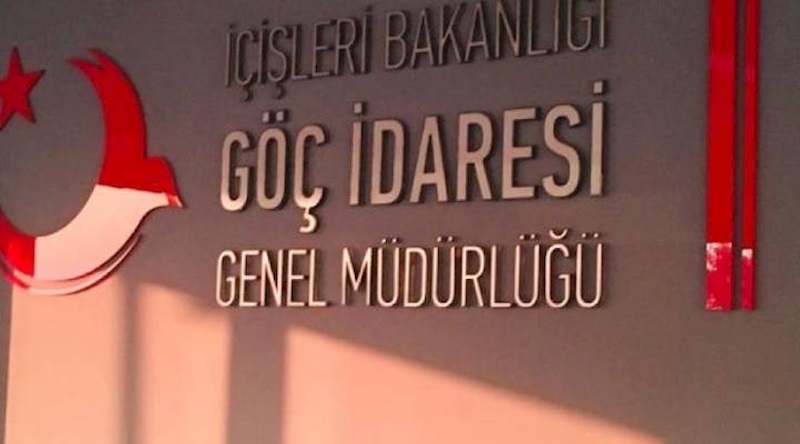 İÇİŞLERİ BAKANLIĞI
GÖÇ İDARESİ
GENEL MÜDÜRLÜĞÜ